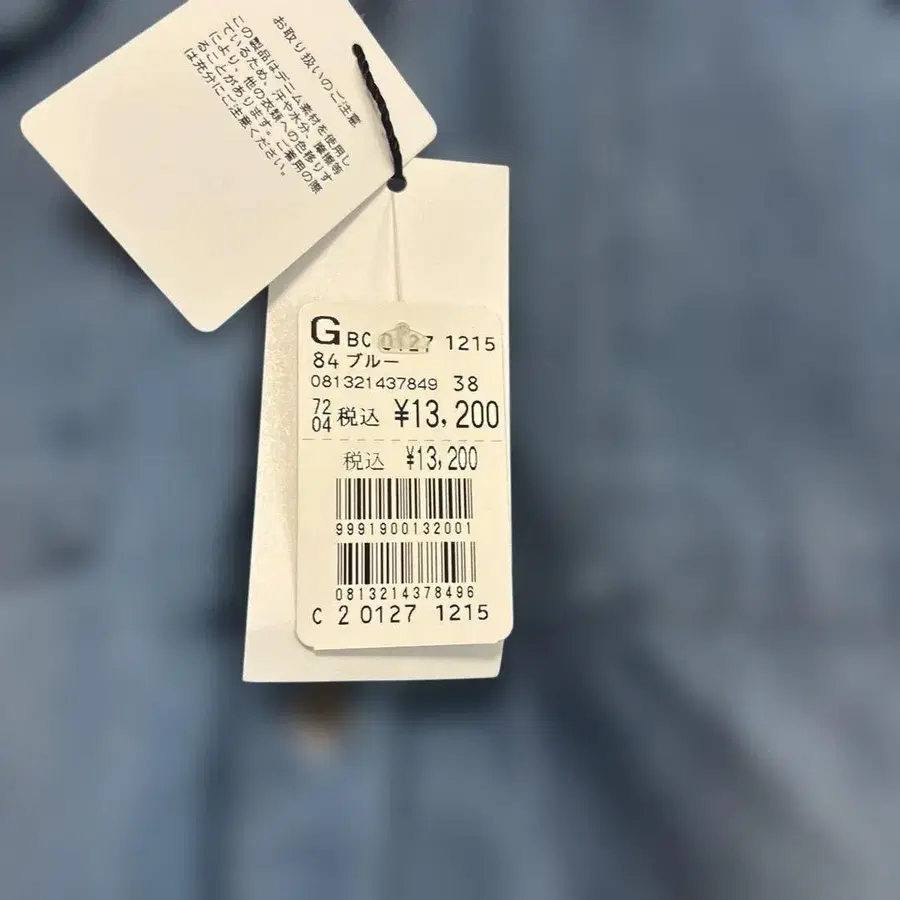 お取り扱いのご注意
この製品はデニム素材を使用し
ているため、汗や水分、摩擦等
により、他の衣類への色移りす
ることがあります。ご着用の際
は充分にご注意ください。
G BC 0127 1215
84 ブルー
081321437849 38
7204 税込 ¥13,200
税込 ¥13,200
9991900132001
0813214378496
C 2 0127 1215